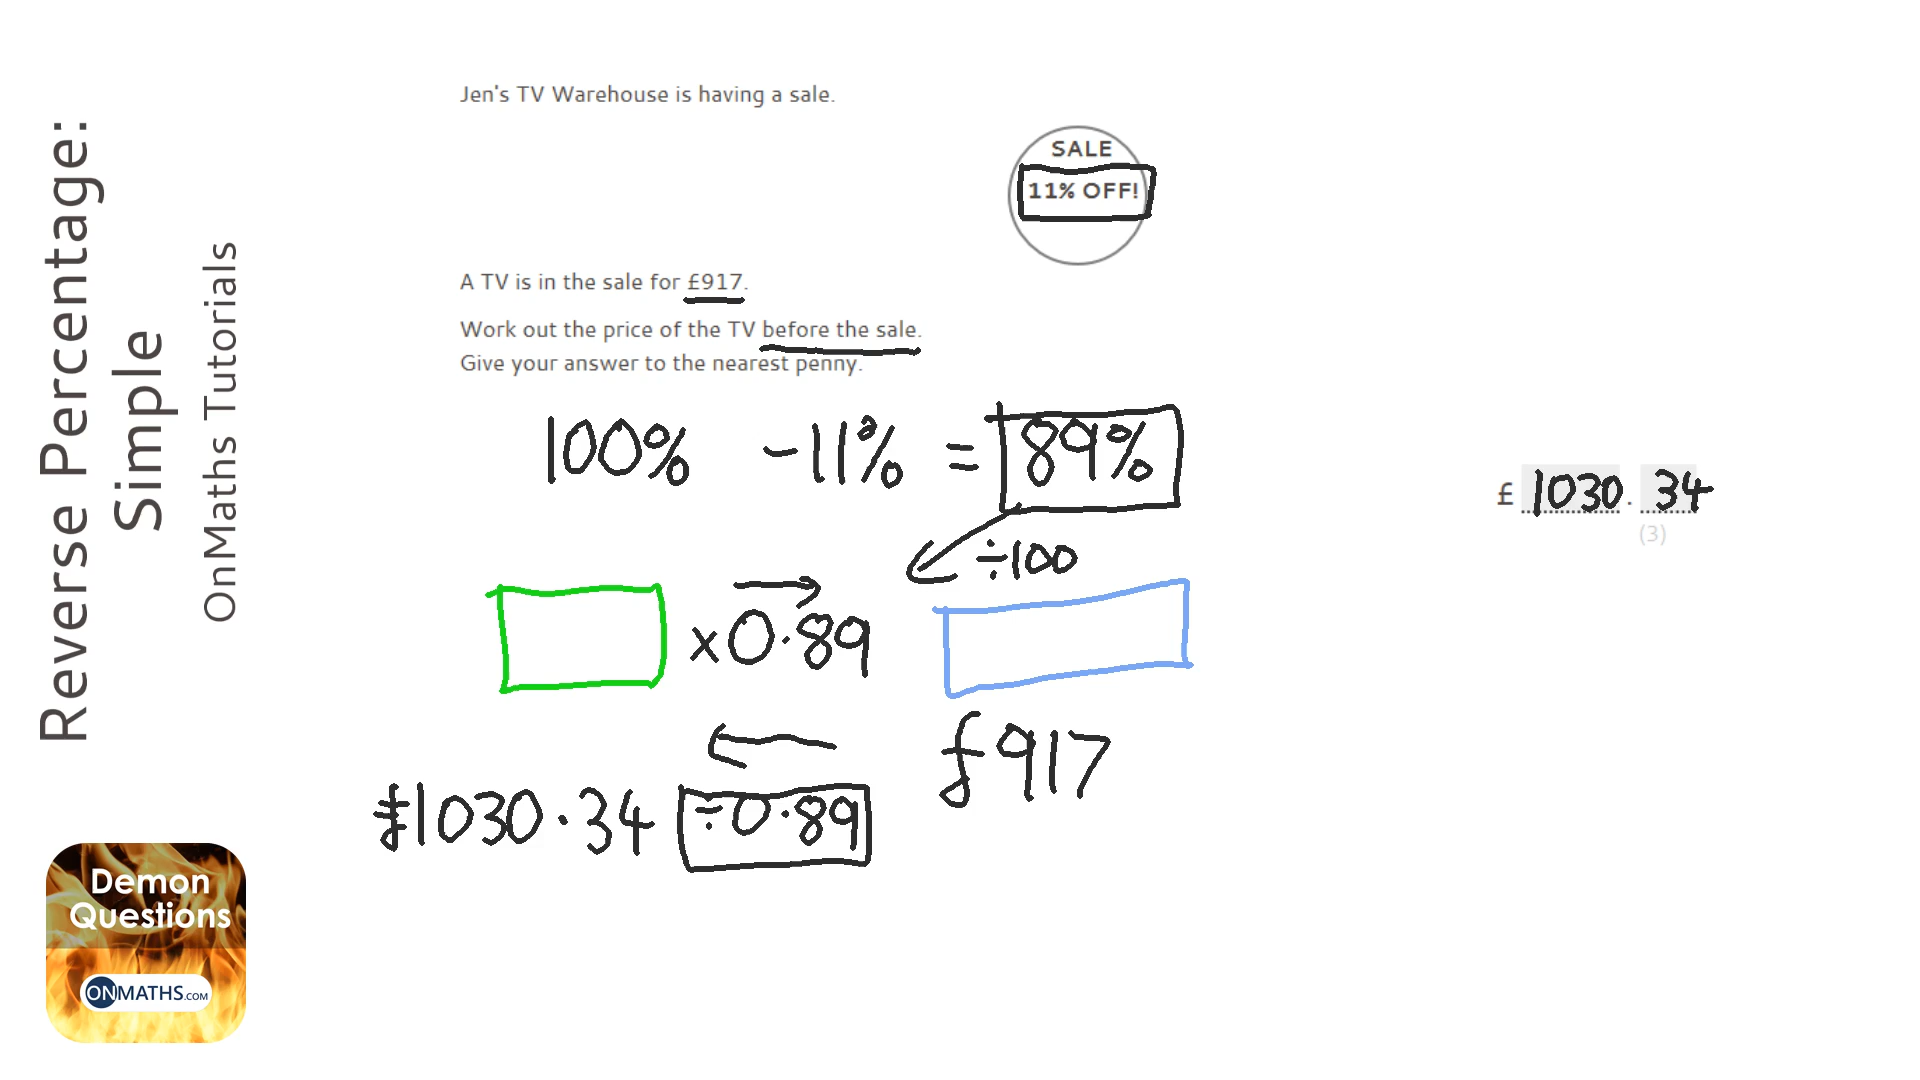 Reverse Percentage:
Simple
OnMaths Tutorials
Jen's TV Warehouse is having a sale.
SALE
11% OFF!
A TV is in the sale for £917.
Work out the price of the TV before the sale.
Give your answer to the nearest penny.
100% -11% = 89%
÷100
×0.89
£917
£1030.34 ÷0.89
£ 1030. 34
(3)
Demon
Questions
ONMATHS.COM